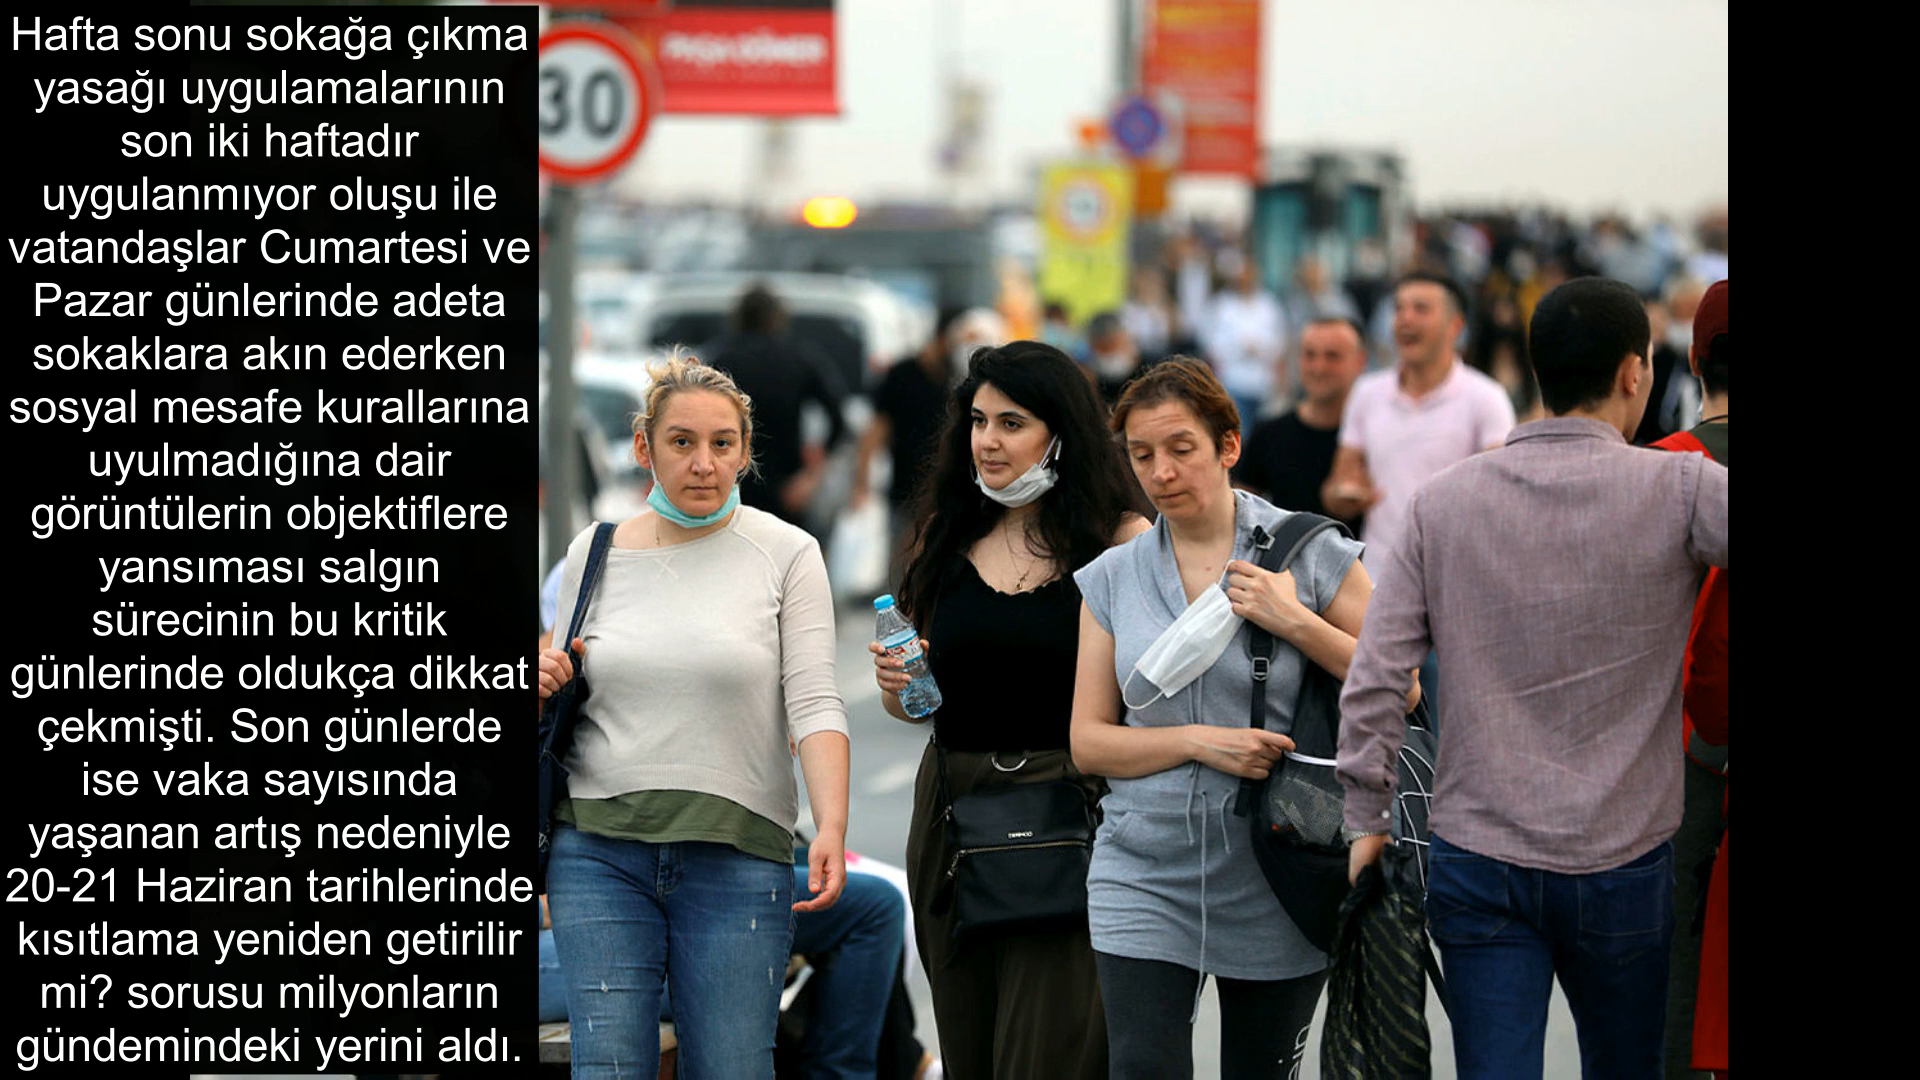 Hafta sonu sokağa çıkma
yasağı uygulamalarının
son iki haftadır
uygulanmıyor oluşu ile
vatandaşlar Cumartesi ve
Pazar günlerinde adeta
sokaklara akın ederken
sosyal mesafe kurallarına
uyulmadığına dair
görüntülerin objektiflere
yansıması salgın
sürecinin bu kritik
günlerinde oldukça dikkat
çekmişti. Son günlerde
ise vaka sayısında
yaşanan artış nedeniyle
20-21 Haziran tarihlerinde
kısıtlama yeniden getirilir
mi? sorusu milyonların
gündemindeki yerini aldı.
30